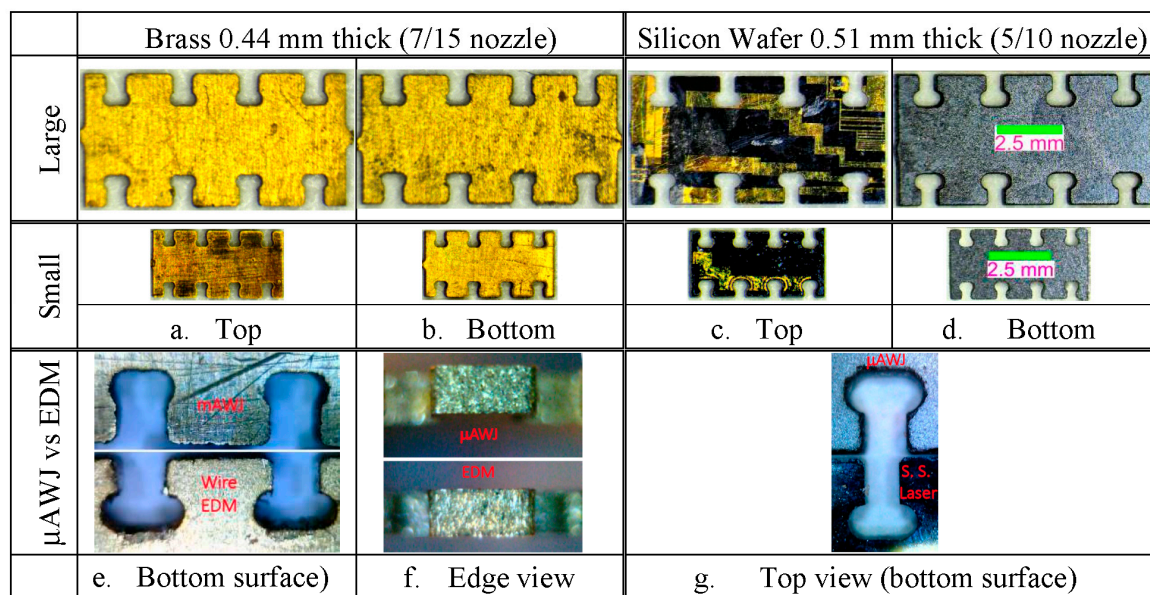 Brass 0.44 mm thick (7/15 nozzle)
Silicon Wafer 0.51 mm thick (5/10 nozzle)
Large
2.5 mm
Small
2.5 mm
a. Top
b. Bottom
c. Top
d. Bottom
µAWJ vs EDM
mAWJ
Wire
EDM
µAWJ
EDM
µAWJ
S. S.
Laser
e. Bottom surface)
f. Edge view
g. Top view (bottom surface)